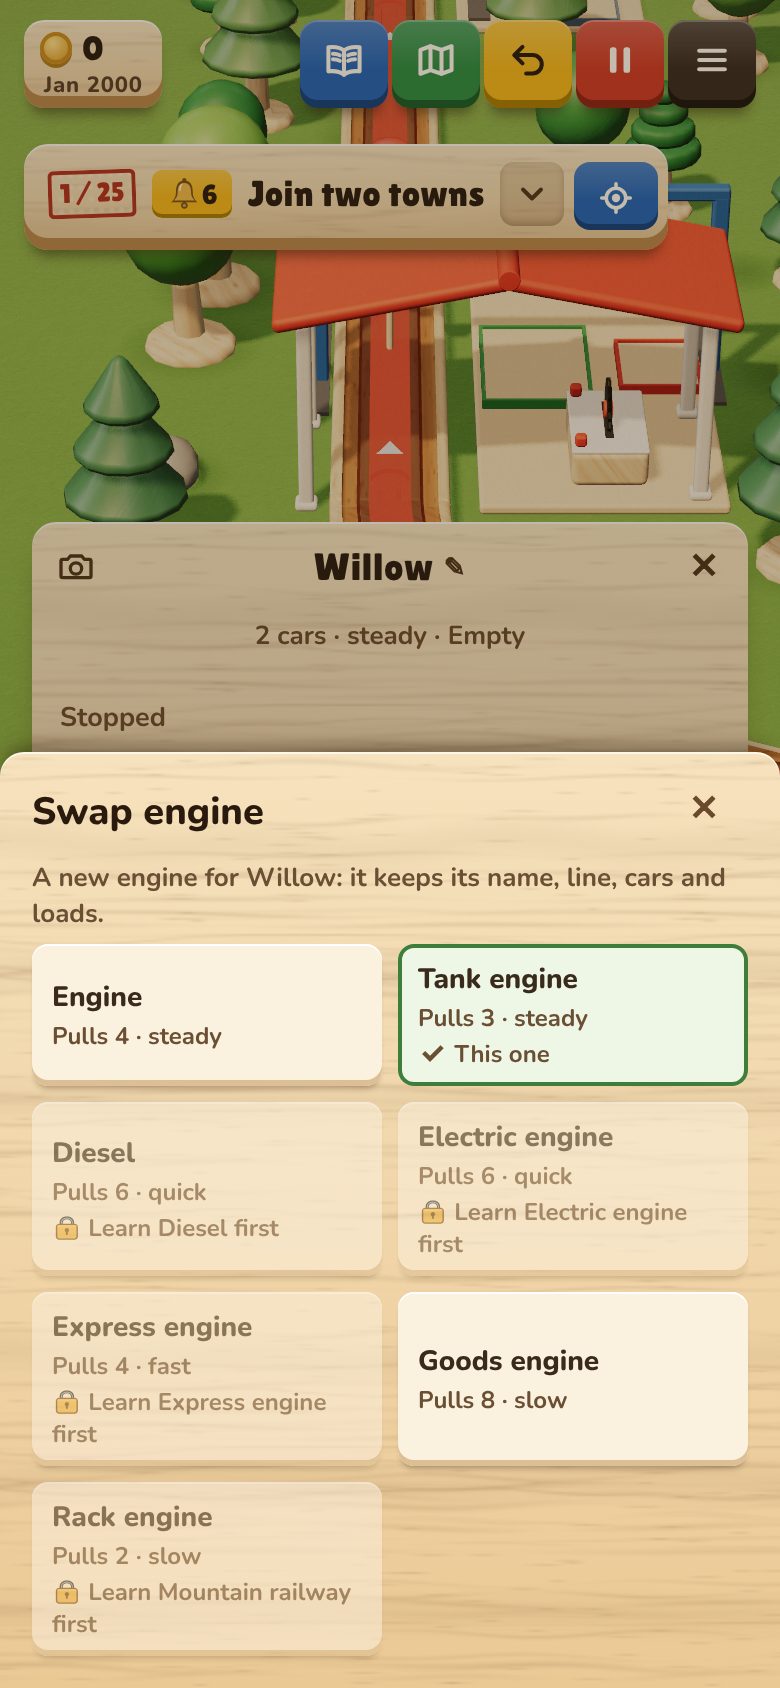 0
Jan 2000
1/25
6
Join two towns
Willow
2 cars · steady · Empty
Stopped
Swap engine
A new engine for Willow: it keeps its name, line, cars and
loads.
Engine
Pulls 4 · steady
Tank engine
Pulls 3 · steady
This one
Diesel
Pulls 6 · quick
Learn Diesel first
Electric engine
Pulls 6 · quick
Learn Electric engine
first
Express engine
Pulls 4 · fast
Learn Express engine
first
Goods engine
Pulls 8 · slow
Rack engine
Pulls 2 · slow
Learn Mountain railway
first